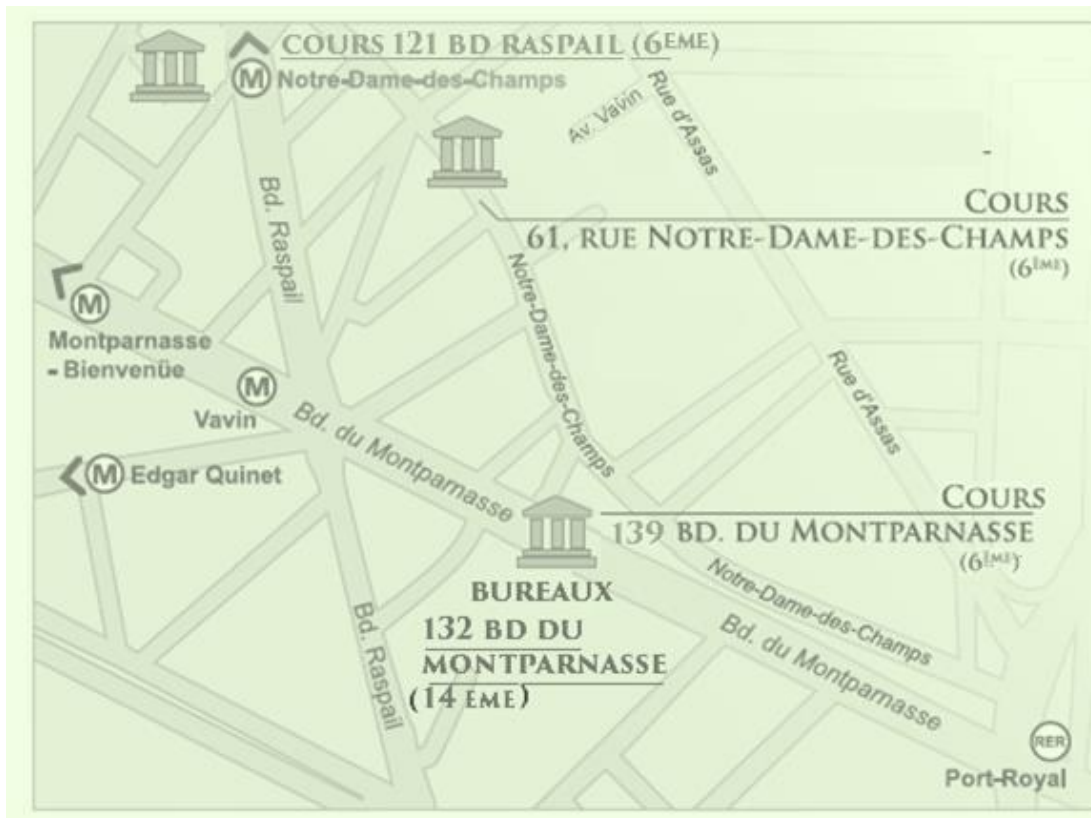 COURS 121 BD RASPAIL (6EME)
M Notre-Dame-des-Champs
Av. Vavin
Rue d'Assas
Bd. Raspail
COURS
61, RUE NOTRE-DAME-DES-CHAMPS
(6ÈME)
Notre-Dame-des-Champs
M
Montparnasse
- Bienvenüe
M
Vavin
Bd. du Montparnasse
Rue d'Assas
M Edgar Quinet
COURS
139 BD. DU MONTPARNASSE
(6ÈME)
BUREAUX
132 BD DU
MONTPARNASSE
(14 EME)
Notre-Dame-des-Champs
Bd. du Montparnasse
Bd. Raspail
RER
Port-Royal